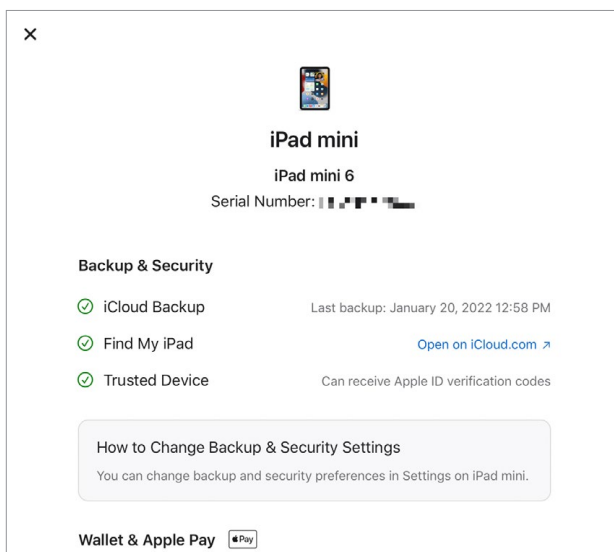 iPad mini
iPad mini 6
Serial Number:
Backup & Security
iCloud Backup Last backup: January 20, 2022 12:58 PM
Find My iPad Open on iCloud.com ↗
Trusted Device Can receive Apple ID verification codes
How to Change Backup & Security Settings
You can change backup and security preferences in Settings on iPad mini.
Wallet & Apple Pay Pay